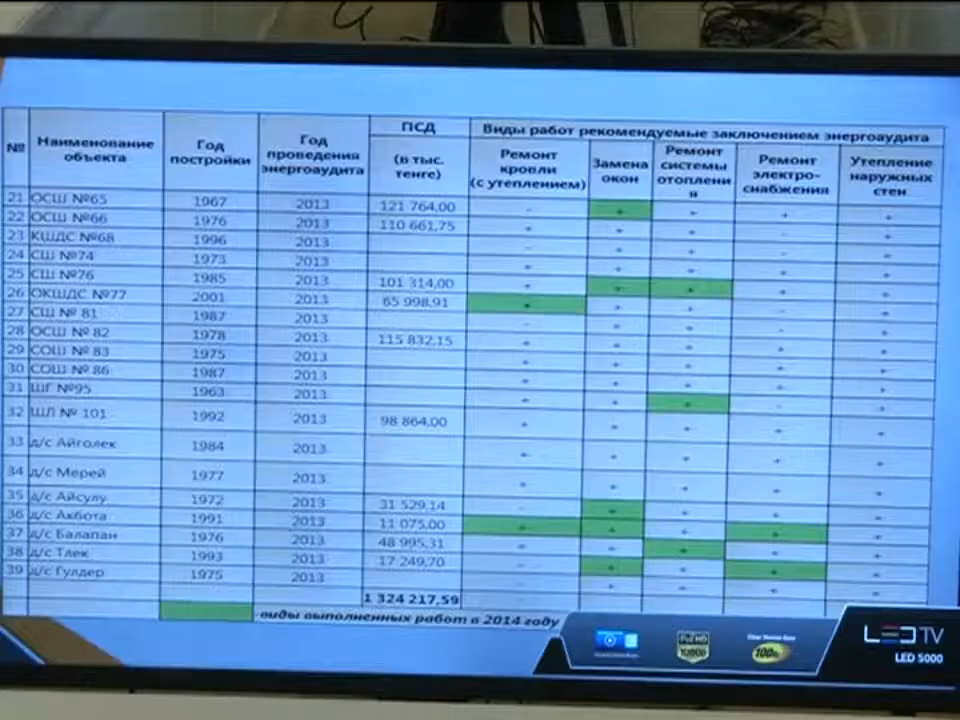 № Наименование объекта Год постройки Год проведения энергоаудита ПСД (в тыс. тенге) Виды работ рекомендуемые заключением энергоаудита
Ремонт кровли (с утеплением) Замена окон Ремонт системы отоплени я Ремонт электро- снабжения Утепление наружных стен
21 ОСШ №65 1967 2013 121 764,00 - + + + +
22 ОСШ №66 1976 2013 110 661,75 + + + - +
23 КШДС №68 1996 2013 - + + - +
24 СШ №74 1973 2013 + + + - +
25 СШ №76 1985 2013 101 314,00 + + + + +
26 ОКШДС №77 2001 2013 65 998,91 + + + - +
27 СШ № 81 1987 2013 - + + - +
28 ОСШ № 82 1978 2013 115 832,15 + + + + +
29 СОШ № 83 1975 2013 + + + + +
30 СОШ № 86 1987 2013 + + + + +
31 ШГ №95 1963 2013 + + + - +
32 ШЛ № 101 1992 2013 98 864,00 + + + + +
33 д/с Айголек 1984 2013 + + + + +
34 д/с Мерей 1977 2013 + + + + +
35 д/с Айсулу 1972 2013 31 529,14 - + + - +
36 д/с Акбота 1991 2013 11 075,00 + + + + +
37 д/с Балапан 1976 2013 48 995,31 + + + + +
38 д/с Тлек 1993 2013 17 249,70 - + + + +
39 д/с Гулдер 1975 2013 - + + + +
1 324 217,59
-виды выполненных работ в 2014 году
LED TV
LED 5000
FULL HD
1080p
100